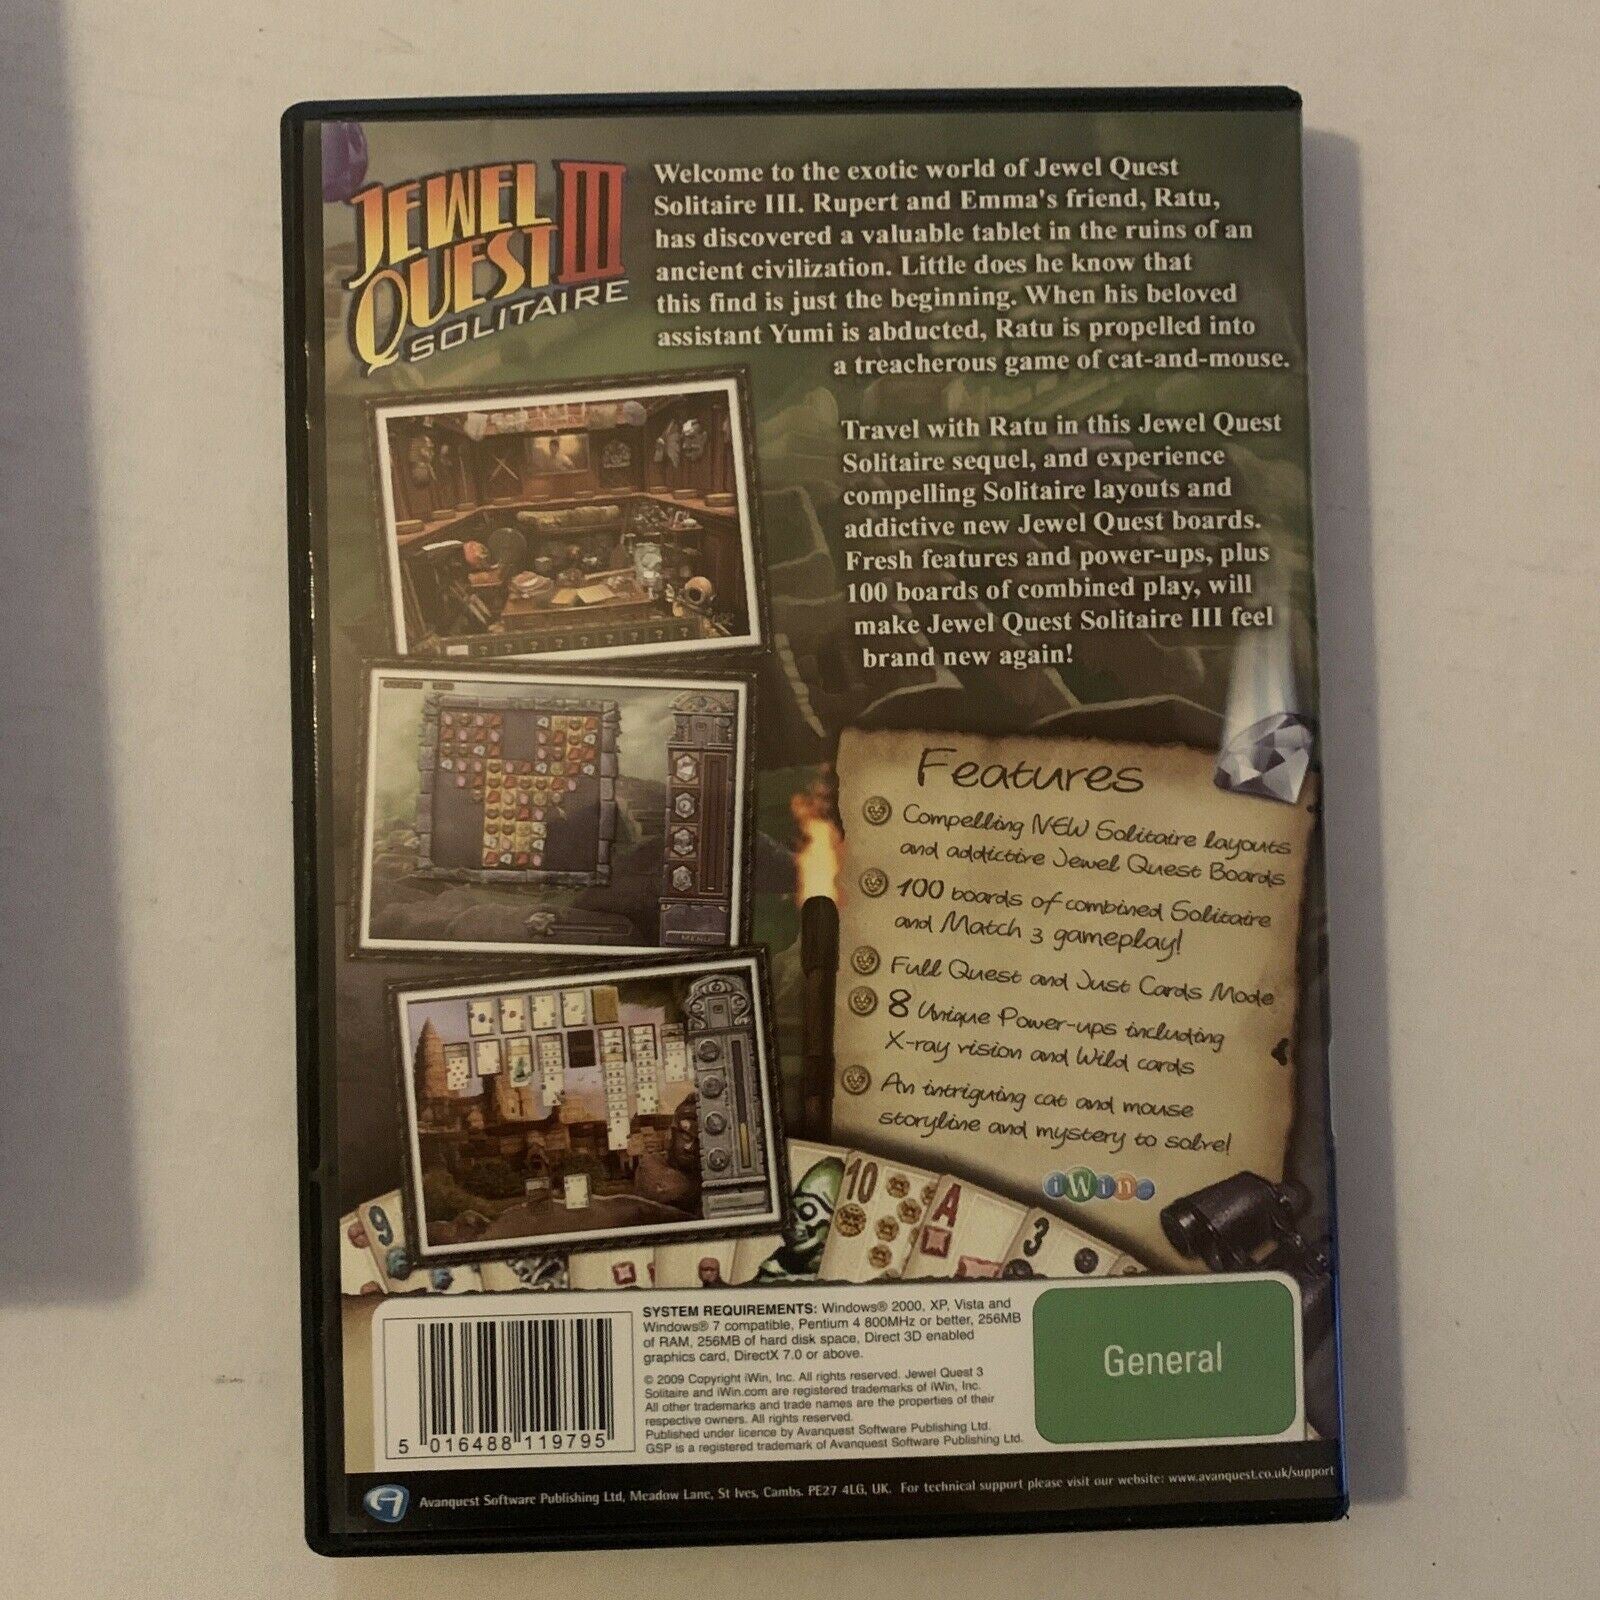 JEWEL
QUEST III
SOLITAIRE
Welcome to the exotic world of Jewel Quest
Solitaire III. Rupert and Emma's friend, Ratu,
has discovered a valuable tablet in the ruins of an
ancient civilization. Little does he know that
this find is just the beginning. When his beloved
assistant Yumi is abducted, Ratu is propelled into
a treacherous game of cat-and-mouse.
Travel with Ratu in this Jewel Quest
Solitaire sequel, and experience
compelling Solitaire layouts and
addictive new Jewel Quest boards.
Fresh features and power-ups, plus
100 boards of combined play, will
make Jewel Quest Solitaire III feel
brand new again!
MENU
Features
Compelling NEW Solitaire layouts
and addictive Jewel Quest Boards
100 boards of combined Solitaire
and Match 3 gameplay!
Full Quest and Just Cards Mode
8 Unique Power-ups including
X-ray vision and Wild cards
An intriguing cat and mouse
storyline and mystery to solve!
iWin
9
10
A
3
SYSTEM REQUIREMENTS: Windows® 2000, XP, Vista and
Windows® 7 compatible, Pentium 4 800MHz or better, 256MB
of RAM, 256MB of hard disk space, Direct 3D enabled
graphics card, DirectX 7.0 or above.
© 2009 Copyright iWin, Inc. All rights reserved. Jewel Quest 3
Solitaire and iWin.com are registered trademarks of iWin, Inc.
All other trademarks and trade names are the properties of their
respective owners. All rights reserved.
Published under licence by Avanquest Software Publishing Ltd.
GSP is a registered trademark of Avanquest Software Publishing Ltd.
General
5 016488 119795
Avanquest Software Publishing Ltd, Meadow Lane, St Ives, Cambs. PE27 4LG, UK. For technical support please visit our website: www.avanquest.co.uk/support